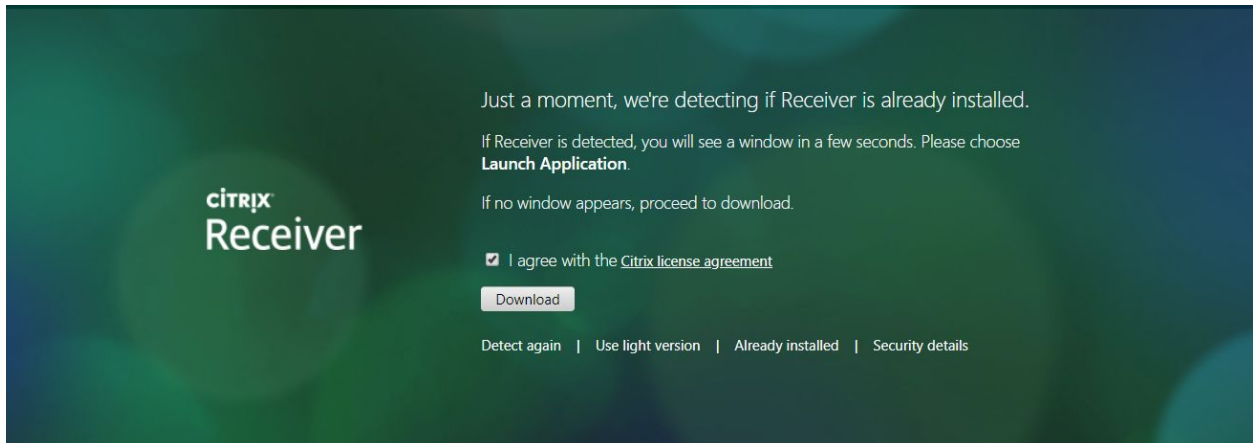 Just a moment, we're detecting if Receiver is already installed.
If Receiver is detected, you will see a window in a few seconds. Please choose
Launch Application.
If no window appears, proceed to download.
CITRIX
Receiver
I agree with the Citrix license agreement
Download
Detect again | Use light version | Already installed | Security details